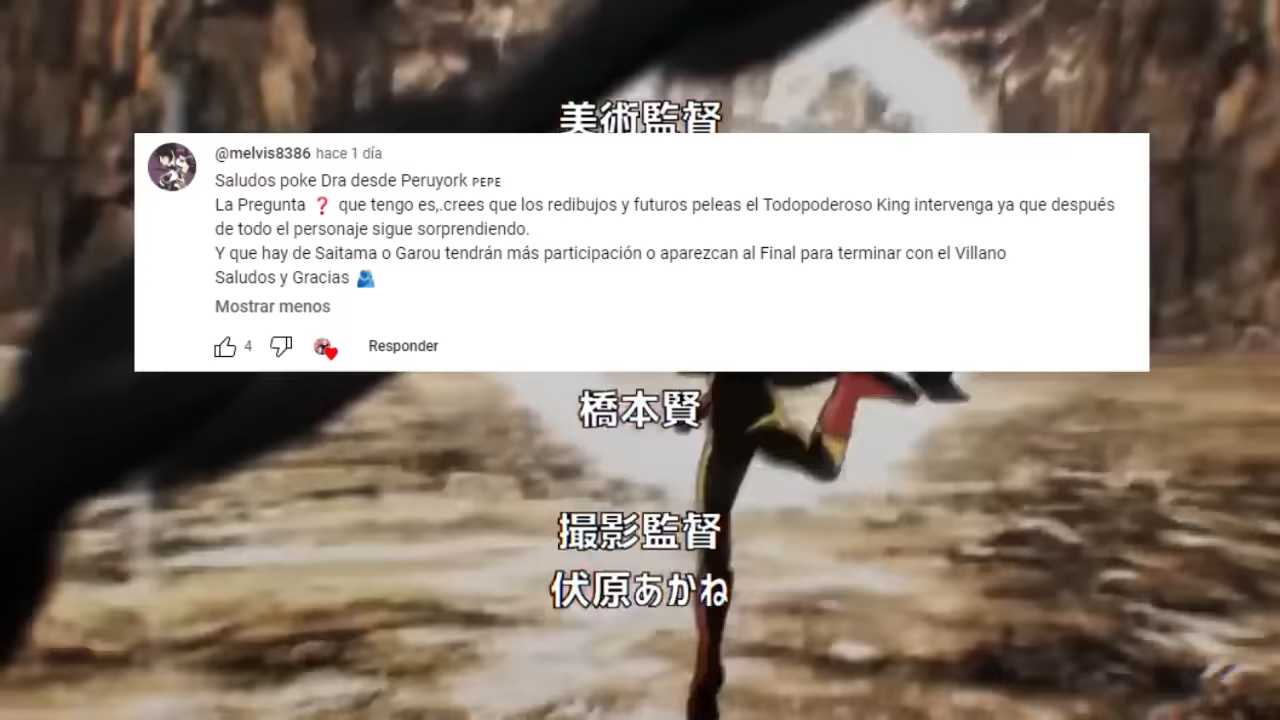 美術監督
@melvis8386 hace 1 día
Saludos poke Dra desde Peruyork ᴘᴇᴘᴇ
La Pregunta ❓ que tengo es,.crees que los redibujos y futuros peleas el Todopoderoso King intervenga ya que después
de todo el personaje sigue sorprendiendo.
Y que hay de Saitama o Garou tendrán más participación o aparezcan al Final para terminar con el Villano
Saludos y Gracias 🫂
Mostrar menos
4 Responder
橋本賢
撮影監督
伏原あかね